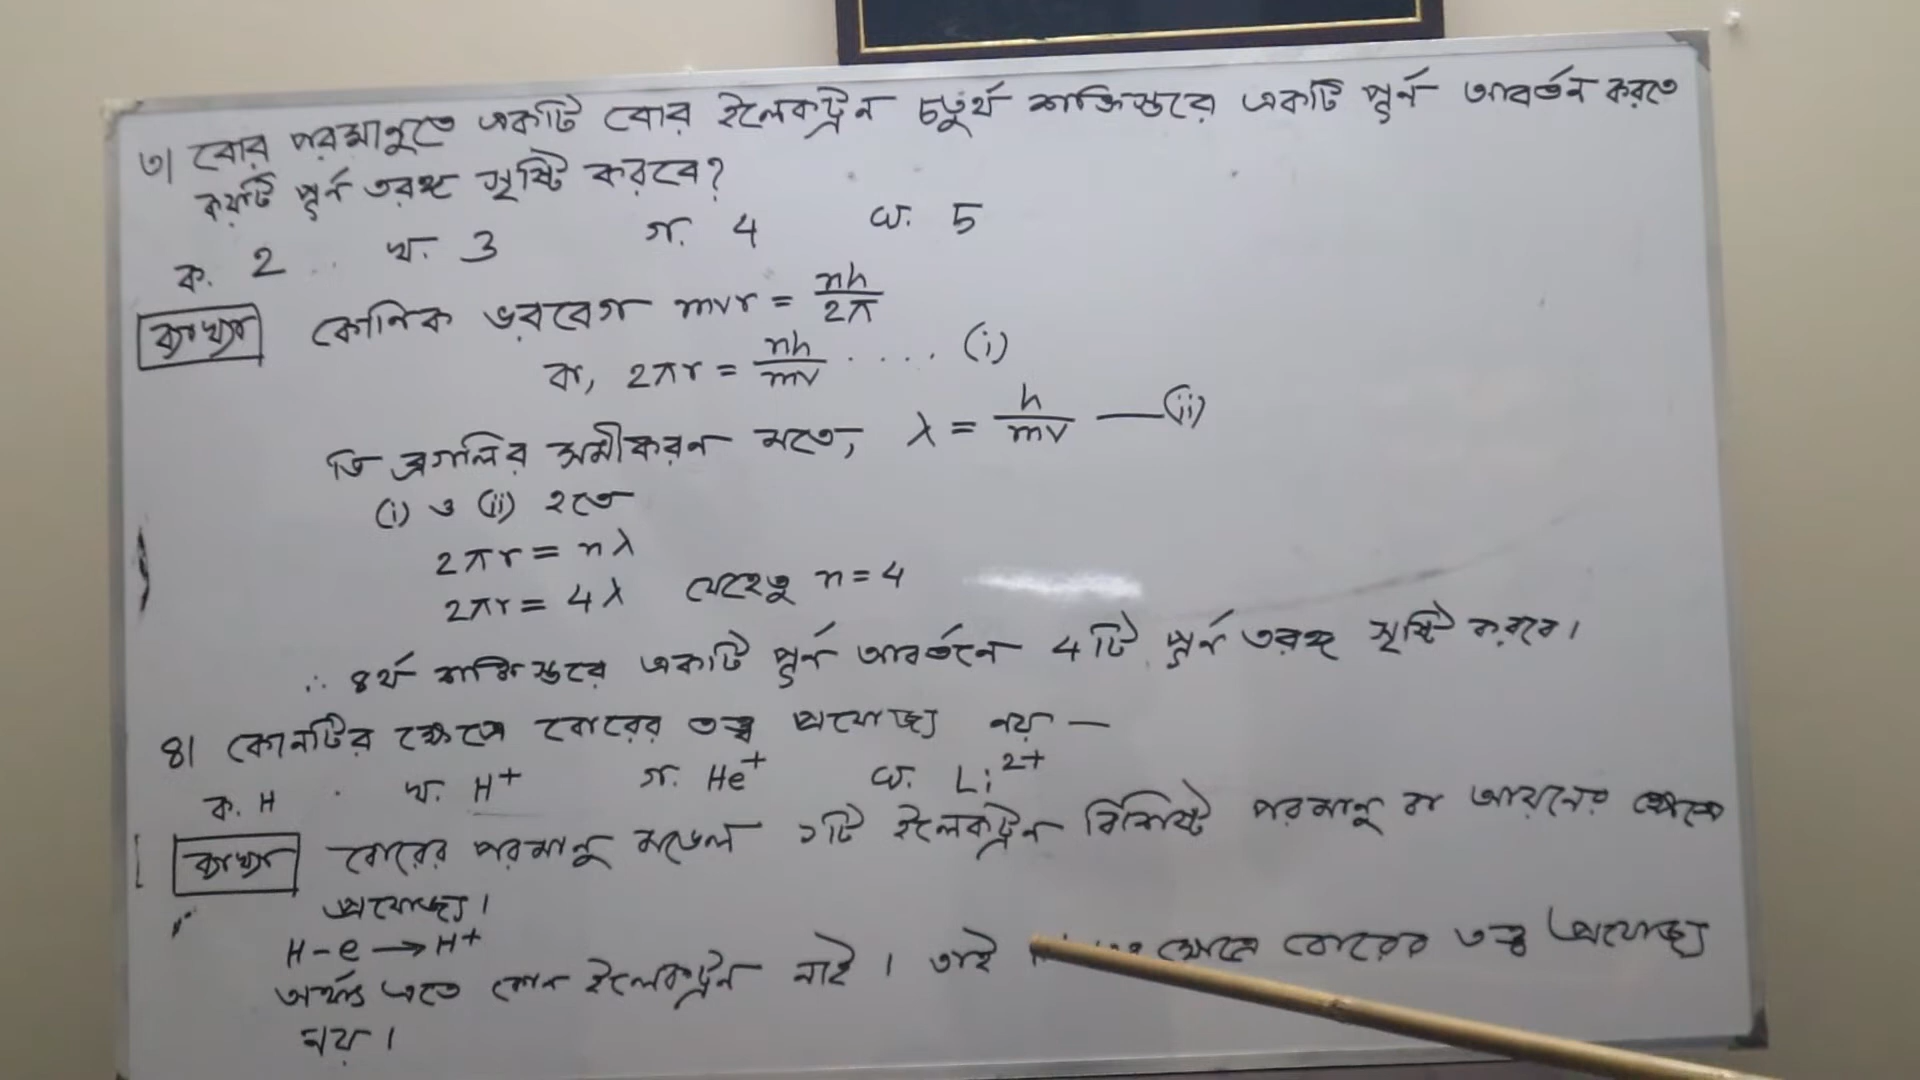 ৩। বোর পরমানুতে একটি বোর ইলেকট্রন চতুর্থ শক্তিস্তরে একটি পূর্ন আবর্তন করতে
কয়টি পূর্ন তরঙ্গ সৃষ্টি করবে?
ক. 2 খ. 3 গ. 4 ঘ. 5
ব্যাখ্যা কৌনিক ভরবেগ mvr = nh/2π
বা, 2πr = nh/mv ..... (i)
ডি ব্রগলির সমীকরন মতে, λ = h/mv —(ii)
(i) ও (ii) হতে
2πr = nλ
2πr = 4λ যেহেতু n = 4
∴ ৪র্থ শক্তিস্তরে একটি পূর্ন আবর্তনে 4টি পূর্ন তরঙ্গ সৃষ্টি করবে।
৪। কোনটির ক্ষেত্রে বোরের তত্ত্ব প্রযোজ্য নয় —
ক. H খ. H⁺ গ. He⁺ ঘ. Li²⁺
ব্যাখ্যা বোরের পরমানু মডেল ১টি ইলেকট্রন বিশিষ্ট পরমানু বা আয়নের ক্ষেত্রে
প্রযোজ্য।
H – e ⟶ H⁺
অর্থাৎ এতে কোন ইলেকট্রন নাই। তাই ক্ষেত্রে বোরের তত্ত্ব প্রযোজ্য
নয়।